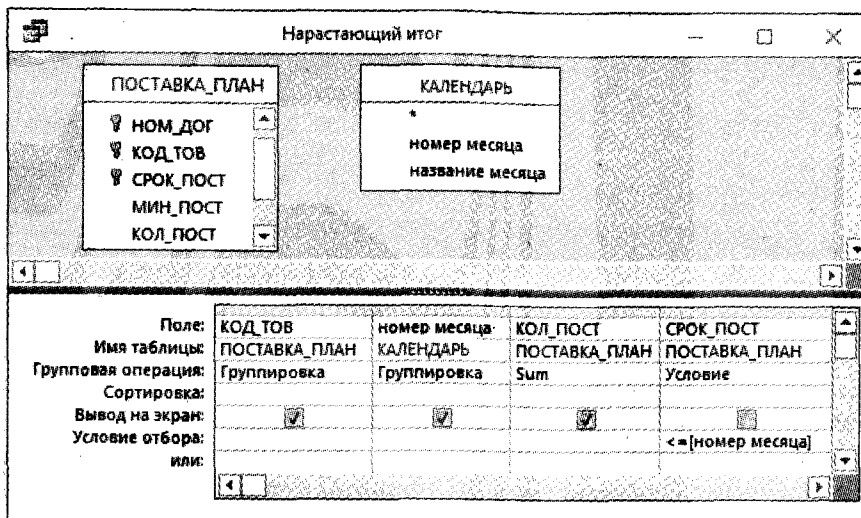 Нарастающий итог
ПОСТАВКА_ПЛАН
НОМ_ДОГ
КОД_ТОВ
СРОК_ПОСТ
МИН_ПОСТ
КОЛ_ПОСТ
КАЛЕНДАРЬ
*
номер месяца
название месяца
Поле: КОД_ТОВ номер месяца КОЛ_ПОСТ СРОК_ПОСТ
Имя таблицы: ПОСТАВКА_ПЛАН КАЛЕНДАРЬ ПОСТАВКА_ПЛАН ПОСТАВКА_ПЛАН
Групповая операция: Группировка Группировка Sum Условие
Сортировка:
Вывод на экран:
Условие отбора: <=[номер месяца]
или: